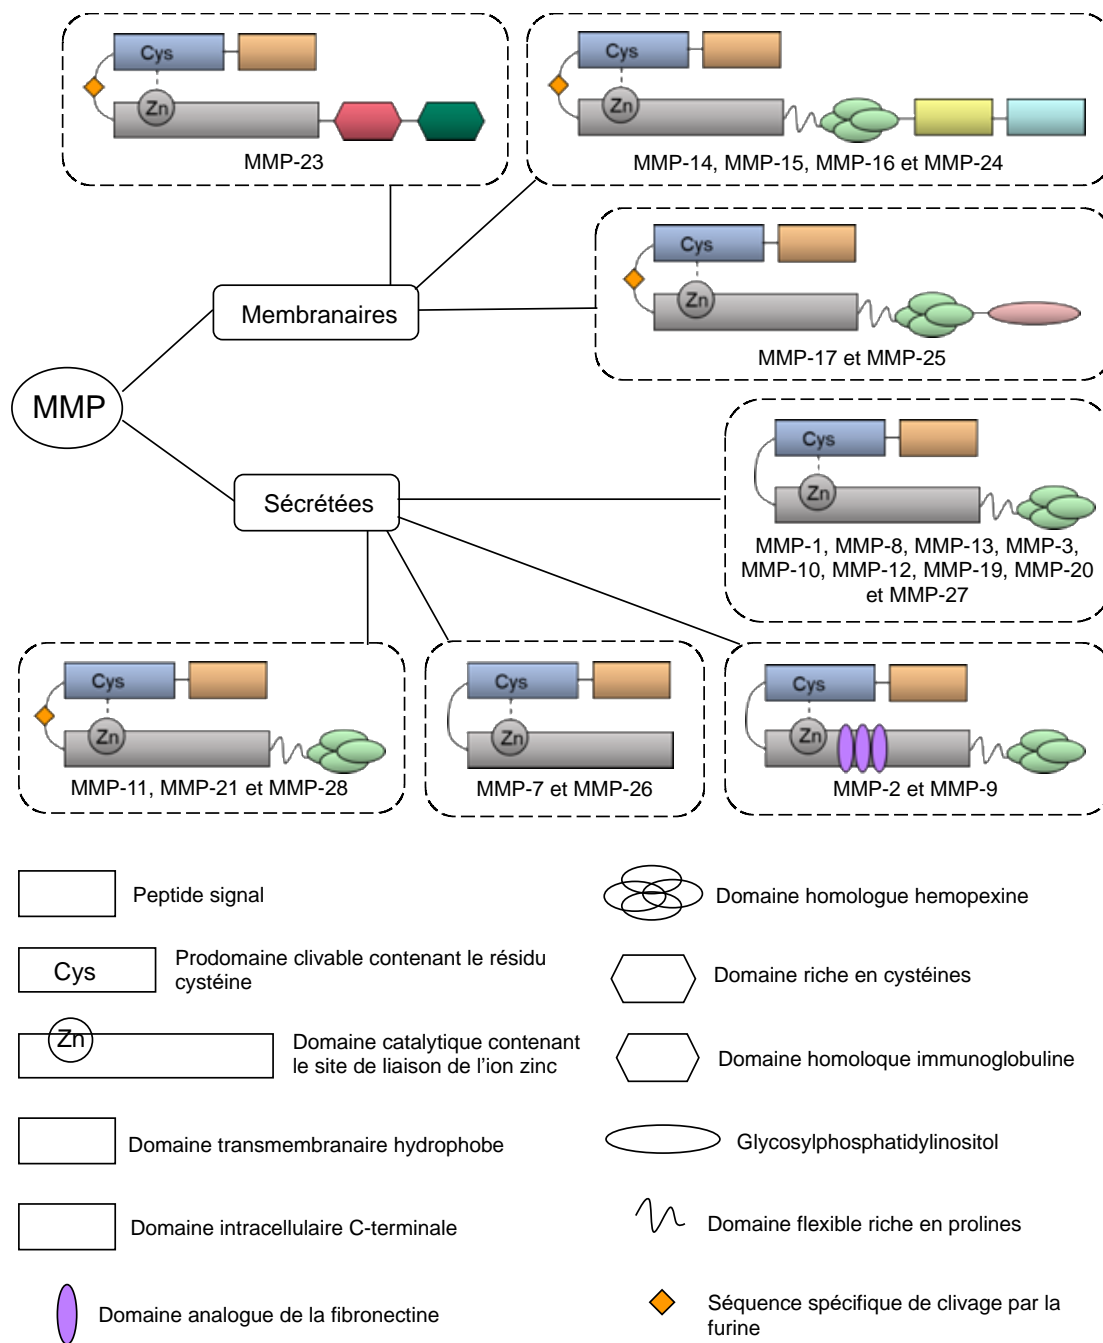 Cys
Zn
MMP-23
Cys
Zn
MMP-14, MMP-15, MMP-16 et MMP-24
Cys
Zn
MMP-17 et MMP-25
Membranaires
MMP
Sécrétées
Cys
Zn
MMP-1, MMP-8, MMP-13, MMP-3,
MMP-10, MMP-12, MMP-19, MMP-20
et MMP-27
Cys
Zn
MMP-11, MMP-21 et MMP-28
Cys
Zn
MMP-7 et MMP-26
Cys
Zn
MMP-2 et MMP-9
Peptide signal
Cys
Prodomaine clivable contenant le résidu
cystéine
Zn
Domaine catalytique contenant
le site de liaison de l'ion zinc
Domaine transmembranaire hydrophobe
Domaine intracellulaire C-terminale
Domaine analogue de la fibronectine
Domaine homologue hemopexine
Domaine riche en cystéines
Domaine homoloque immunoglobuline
Glycosylphosphatidylinositol
Domaine flexible riche en prolines
Séquence spécifique de clivage par la
furine